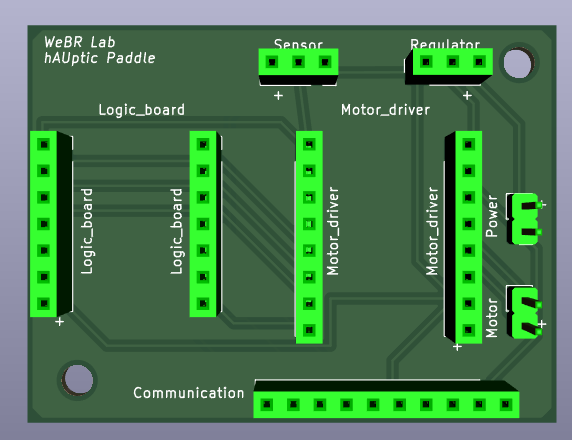 WeBR Lab
hAUptic Paddle
Sensor
Regulator
+
+
Logic_board
Motor_driver
Logic_board
Logic_board
Motor_driver
Motor_driver
Power
+
Motor
+
+
+
Communication